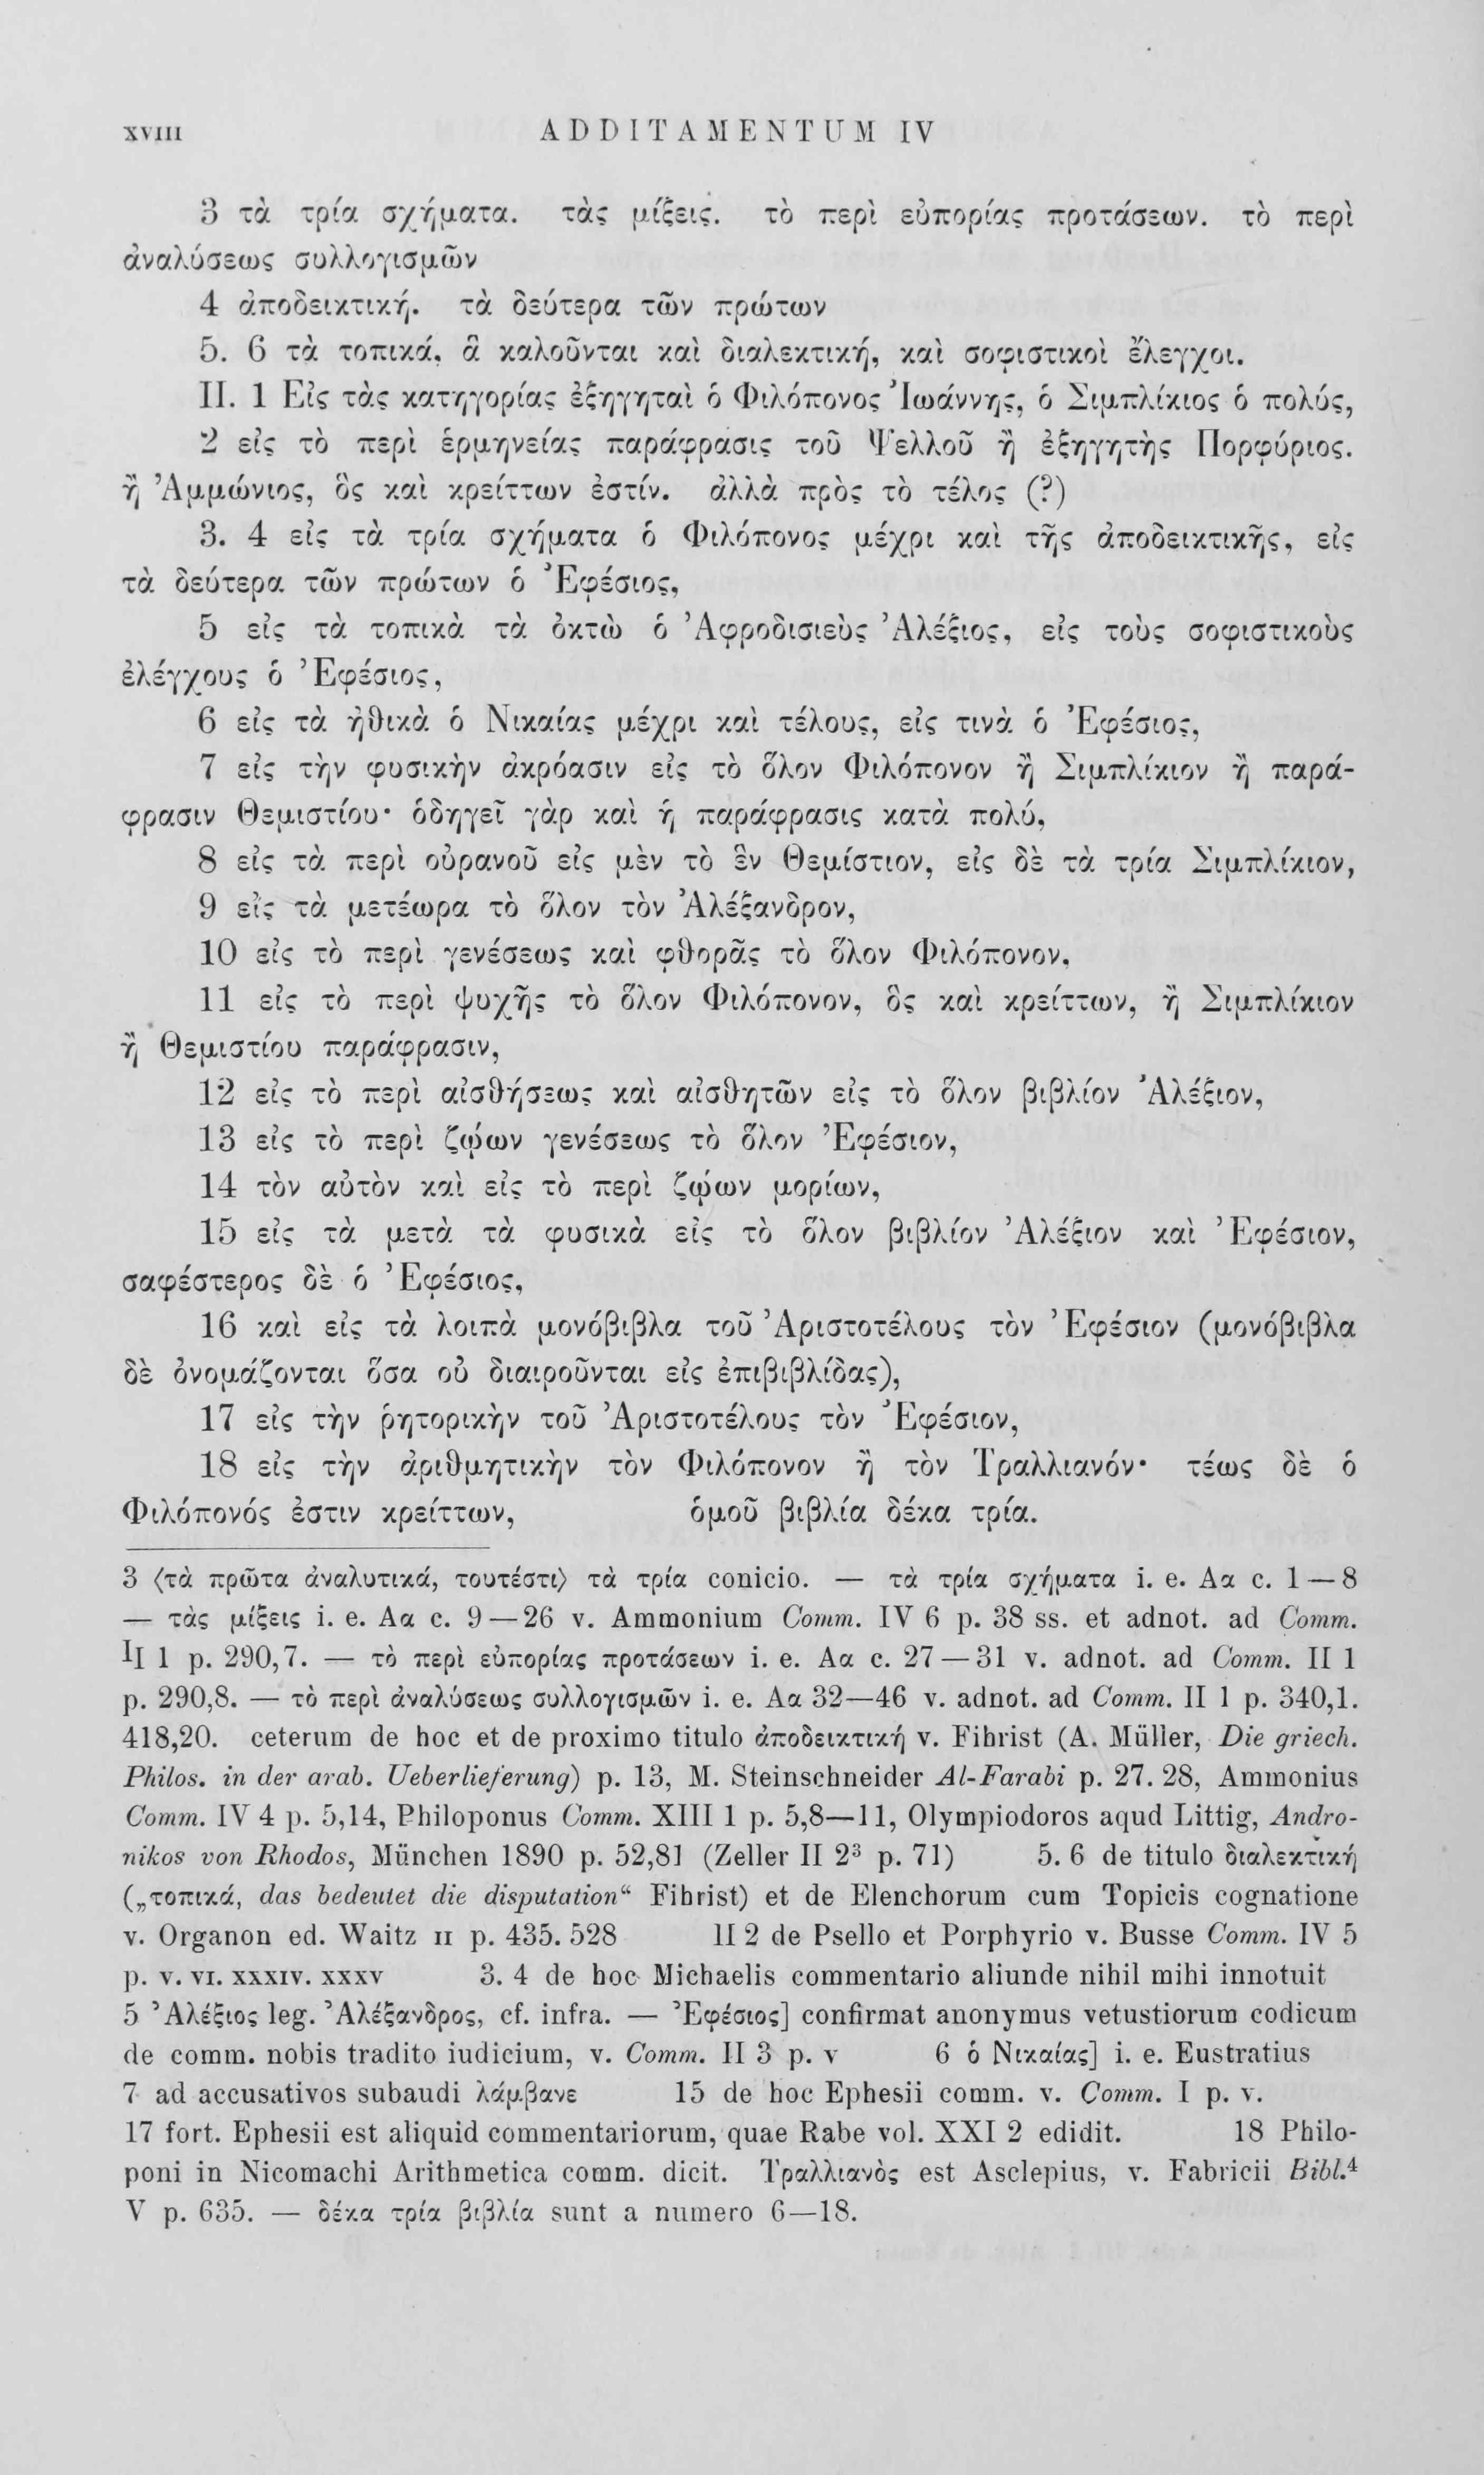 XVIII ADDITAMENTUM IV
3 τὰ τρία σχήματα. τὰς μίξεις. τὸ περὶ εὐπορίας προτάσεων. τὸ περὶ
ἀναλύσεως συλλογισμῶν
4 ἀποδεικτική. τὰ δεύτερα τῶν πρώτων
5. 6 τὰ τοπικά, ἃ καλοῦνται καὶ διαλεκτική, καὶ σοφιστικοὶ ἔλεγχοι.
II. 1 Εἰς τὰς κατηγορίας ἐξηγηταὶ ὁ Φιλόπονος Ἰωάννης, ὁ Σιμπλίκιος ὁ πολύς,
2 εἰς τὸ περὶ ἑρμηνείας παράφρασις τοῦ Ψελλοῦ ἢ ἐξηγητὴς Πορφύριος.
ἢ Ἀμμώνιος, ὃς καὶ κρείττων ἐστίν. ἀλλὰ πρὸς τὸ τέλος (?)
3. 4 εἰς τὰ τρία σχήματα ὁ Φιλόπονος μέχρι καὶ τῆς ἀποδεικτικῆς, εἰς
τὰ δεύτερα τῶν πρώτων ὁ Ἐφέσιος,
5 εἰς τὰ τοπικὰ τὰ ὀκτὼ ὁ Ἀφροδισιεὺς Ἀλέξιος, εἰς τοὺς σοφιστικοὺς
ἐλέγχους ὁ Ἐφέσιος,
6 εἰς τὰ ἠθικὰ ὁ Νικαίας μέχρι καὶ τέλους, εἰς τινὰ ὁ Ἐφέσιος,
7 εἰς τὴν φυσικὴν ἀκρόασιν εἰς τὸ ὅλον Φιλόπονον ἢ Σιμπλίκιον ἢ παρά-
φρασιν Θεμιστίου· ὁδηγεῖ γὰρ καὶ ἡ παράφρασις κατὰ πολύ,
8 εἰς τὰ περὶ οὐρανοῦ εἰς μὲν τὸ ἓν Θεμίστιον, εἰς δὲ τὰ τρία Σιμπλίκιον,
9 εἰς τὰ μετέωρα τὸ ὅλον τὸν Ἀλέξανδρον,
10 εἰς τὸ περὶ γενέσεως καὶ φθορᾶς τὸ ὅλον Φιλόπονον,
11 εἰς τὸ περὶ ψυχῆς τὸ ὅλον Φιλόπονον, ὃς καὶ κρείττων, ἢ Σιμπλίκιον
ἢ Θεμιστίου παράφρασιν,
12 εἰς τὸ περὶ αἰσθήσεως καὶ αἰσθητῶν εἰς τὸ ὅλον βιβλίον Ἀλέξιον,
13 εἰς τὸ περὶ ζῴων γενέσεως τὸ ὅλον Ἐφέσιον,
14 τὸν αὐτὸν καὶ εἰς τὸ περὶ ζῴων μορίων,
15 εἰς τὰ μετὰ τὰ φυσικὰ εἰς τὸ ὅλον βιβλίον Ἀλέξιον καὶ Ἐφέσιον,
σαφέστερος δὲ ὁ Ἐφέσιος,
16 καὶ εἰς τὰ λοιπὰ μονόβιβλα τοῦ Ἀριστοτέλους τὸν Ἐφέσιον (μονόβιβλα
δὲ ὀνομάζονται ὅσα οὐ διαιροῦνται εἰς ἐπιβιβλίδας),
17 εἰς τὴν ῥητορικὴν τοῦ Ἀριστοτέλους τὸν Ἐφέσιον,
18 εἰς τὴν ἀριθμητικὴν τὸν Φιλόπονον ἢ τὸν Τραλλιανόν· τέως δὲ ὁ
Φιλόπονός ἐστιν κρείττων, ὁμοῦ βιβλία δέκα τρία.
3 ⟨τὰ πρῶτα ἀναλυτικά, τουτέστι⟩ τὰ τρία conicio. — τὰ τρία σχήματα i. e. Αα c. 1 — 8
— τὰς μίξεις i. e. Αα c. 9 — 26 v. Ammonium Comm. IV 6 p. 38 ss. et adnot. ad Comm.
II 1 p. 290,7. — τὸ περὶ εὐπορίας προτάσεων i. e. Αα c. 27 — 31 v. adnot. ad Comm. II 1
p. 290,8. — τὸ περὶ ἀναλύσεως συλλογισμῶν i. e. Αα 32—46 v. adnot. ad Comm. II 1 p. 340,1.
418,20. ceterum de hoc et de proximo titulo ἀποδεικτική v. Fihrist (A. Müller, Die griech.
Philos. in der arab. Ueberlieferung) p. 13, M. Steinschneider Al-Farabi p. 27. 28, Ammonius
Comm. IV 4 p. 5,14, Philoponus Comm. XIII 1 p. 5,8—11, Olympiodoros aqud Littig, Andro-
nikos von Rhodos, München 1890 p. 52,81 (Zeller II 2³ p. 71) 5. 6 de titulo διαλεκτική
(„τοπικά, das bedeutet die disputation“ Fihrist) et de Elenchorum cum Topicis cognatione
v. Organon ed. Waitz II p. 435. 528 II 2 de Psello et Porphyrio v. Busse Comm. IV 5
p. V. VI. XXXIV. XXXV 3. 4 de hoc Michaelis commentario aliunde nihil mihi innotuit
5 Ἀλέξιος leg. Ἀλέξανδρος, cf. infra. — Ἐφέσιος] confirmat anonymus vetustiorum codicum
de comm. nobis tradito iudicium, v. Comm. II 3 p. V 6 ὁ Νικαίας] i. e. Eustratius
7 ad accusativos subaudi λάμβανε 15 de hoc Ephesii comm. v. Comm. I p. V.
17 fort. Ephesii est aliquid commentariorum, quae Rabe vol. XXI 2 edidit. 18 Philo-
poni in Nicomachi Arithmetica comm. dicit. Τραλλιανὸς est Asclepius, v. Fabricii Bibl.⁴
V p. 635. — δέκα τρία βιβλία sunt a numero 6—18.